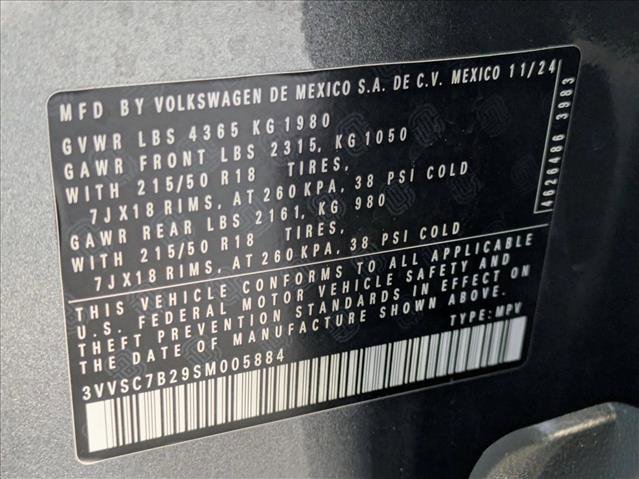 MFD BY VOLKSWAGEN DE MEXICO S.A. DE C.V. MEXICO 11/24
GVWR LBS 4365 KG 1980
GAWR FRONT LBS 2315, KG 1050
WITH 215/50 R18 TIRES,
7JX18 RIMS, AT 260 KPA, 38 PSI COLD
GAWR REAR LBS 2161, KG 980
WITH 215/50 R18 TIRES,
7JX18 RIMS, AT 260 KPA, 38 PSI COLD
THIS VEHICLE CONFORMS TO ALL APPLICABLE
U.S. FEDERAL MOTOR VEHICLE SAFETY AND
THEFT PREVENTION STANDARDS IN EFFECT ON
THE DATE OF MANUFACTURE SHOWN ABOVE.
3VVSC7B29SM005884 TYPE: MPV
4626486 3983